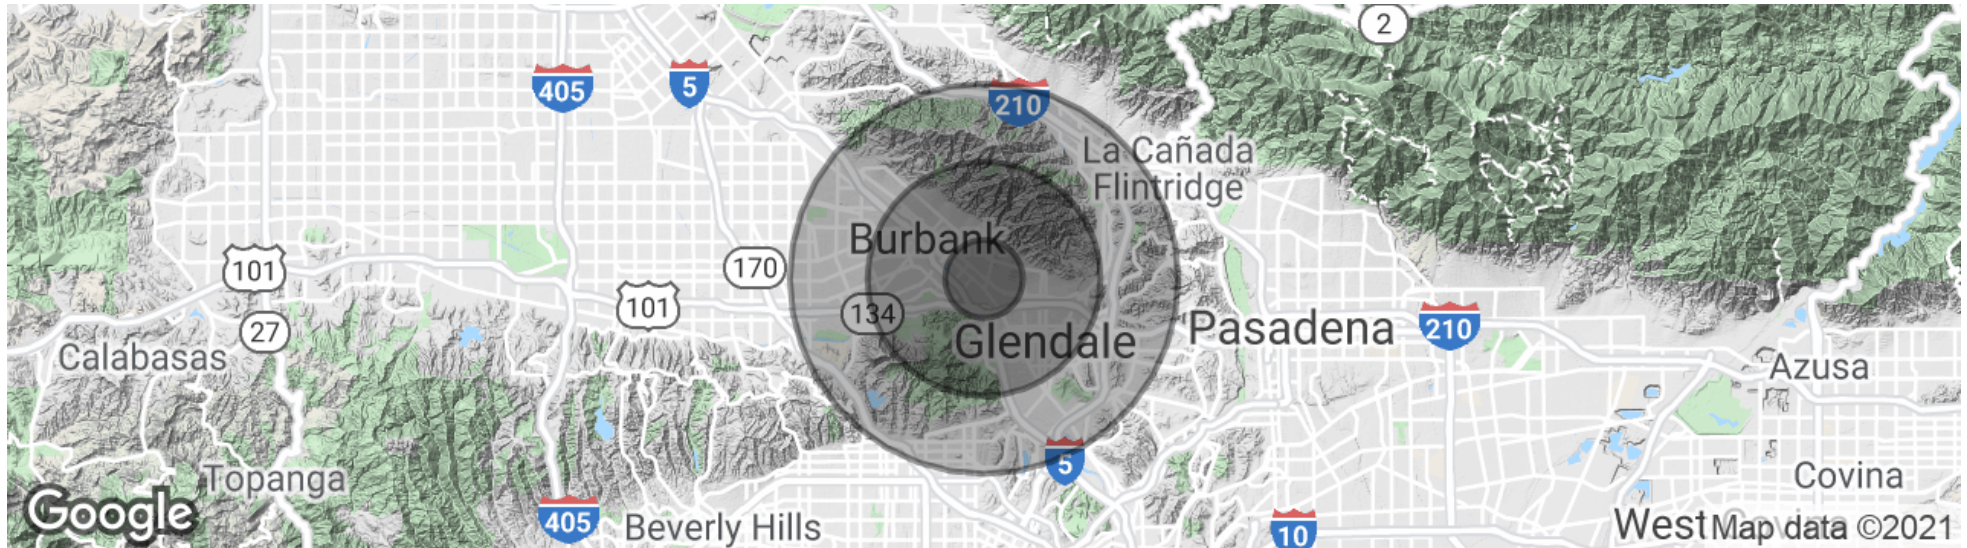 2
405
5
210
La Cañada
Flintridge
Burbank
101
170
101
134
27
Glendale
Pasadena
210
Calabasas
Azusa
5
Topanga
Covina
Google
405
Beverly Hills
10
West Covina
Map data ©2021